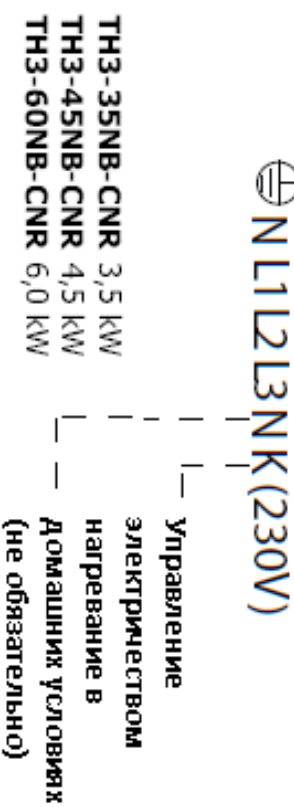 ⏚ N L1 L2 L3 N K (230V)
TH3-35NB-CNR 3,5 kW
TH3-45NB-CNR 4,5 kW
TH3-60NB-CNR 6,0 kW
Управление
электричеством
нагревание в
домашних условиях
(не обязательно)